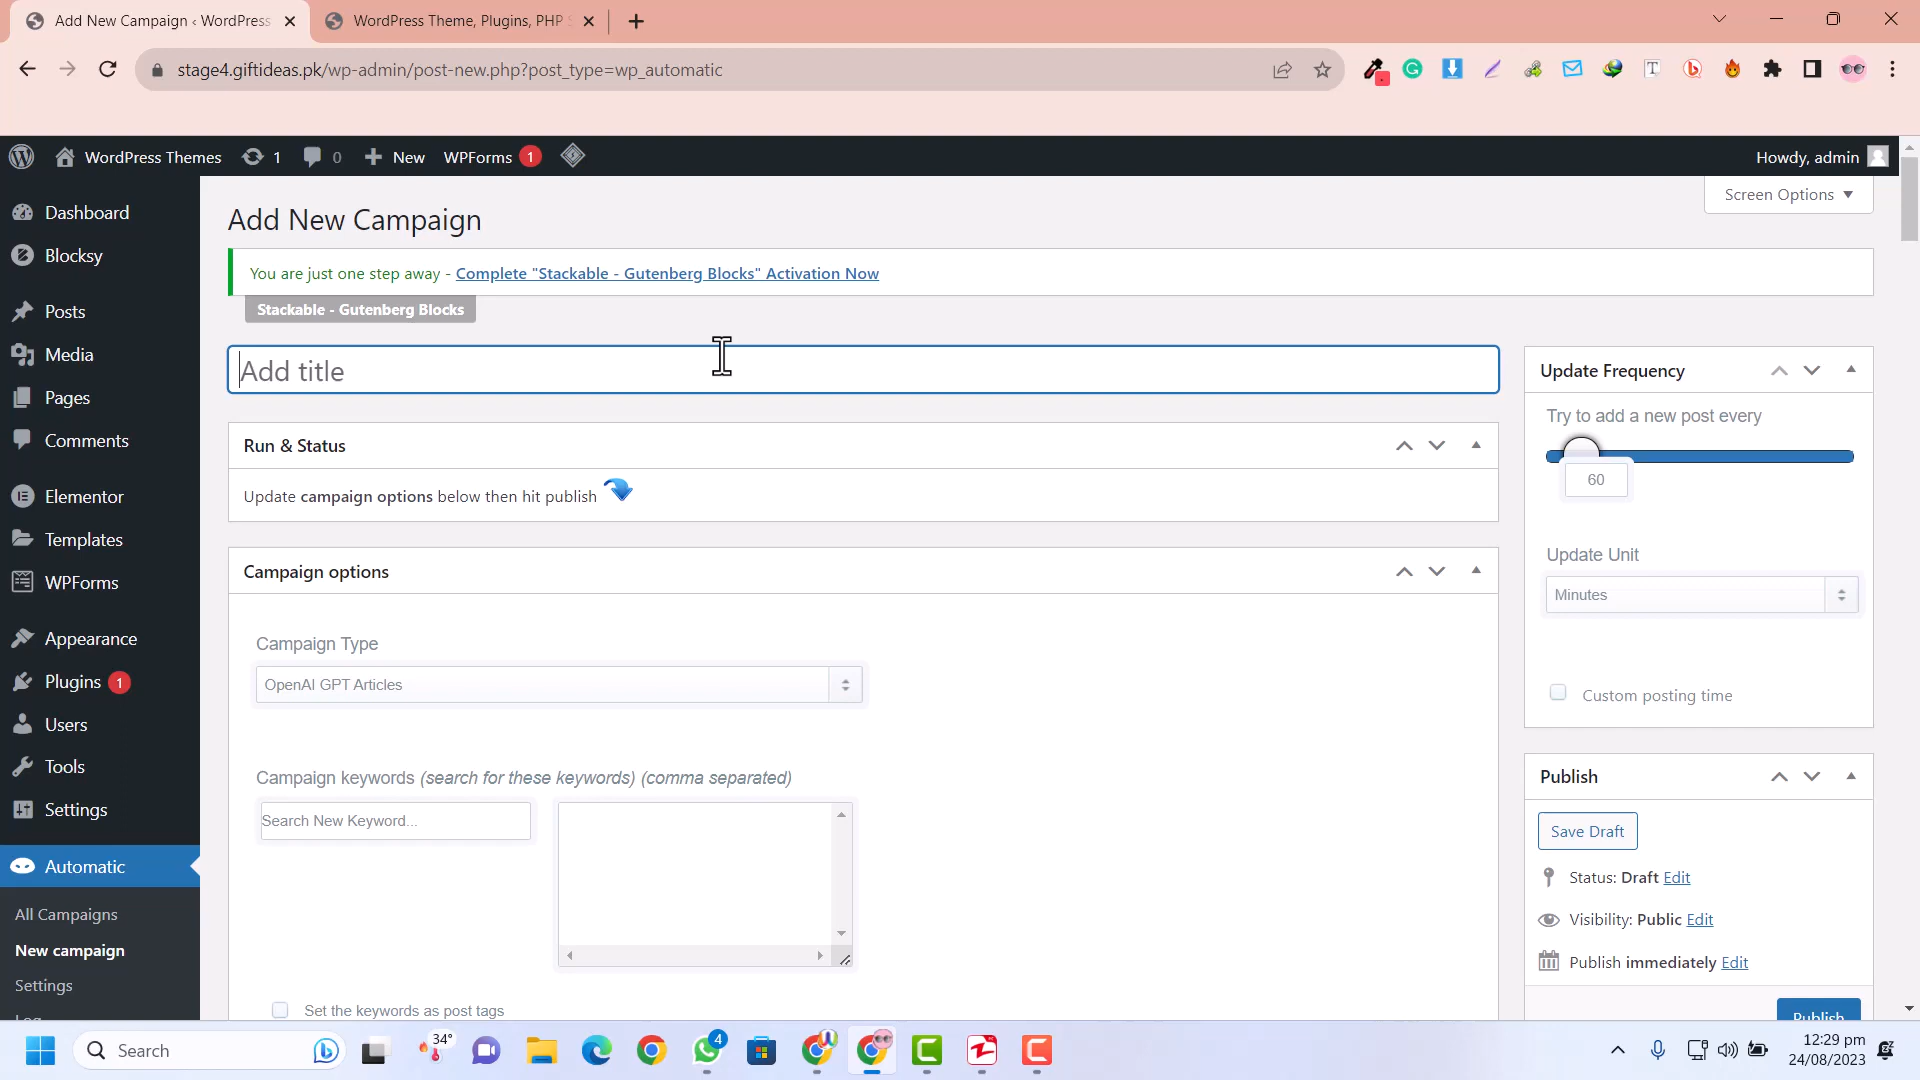 Add New Campaign ‹ WordPress
WordPress Theme, Plugins, PHP S
stage4.giftideas.pk/wp-admin/post-new.php?post_type=wp_automatic
WordPress Themes
1
0
New
WPForms 1
Howdy, admin
Screen Options
Dashboard
Blocksy
Posts
Media
Pages
Comments
Elementor
Templates
WPForms
Appearance
Plugins 1
Users
Tools
Settings
Automatic
All Campaigns
New campaign
Settings
Add New Campaign
You are just one step away - Complete "Stackable - Gutenberg Blocks" Activation Now
Stackable - Gutenberg Blocks
Add title
Run & Status
Update campaign options below then hit publish
Campaign options
Campaign Type
OpenAI GPT Articles
Campaign keywords (search for these keywords) (comma separated)
Search New Keyword...
Set the keywords as post tags
Update Frequency
Try to add a new post every
60
Update Unit
Minutes
Custom posting time
Publish
Save Draft
Status: Draft Edit
Visibility: Public Edit
Publish immediately Edit
Publish
Search
34°
4
12:29 pm
24/08/2023